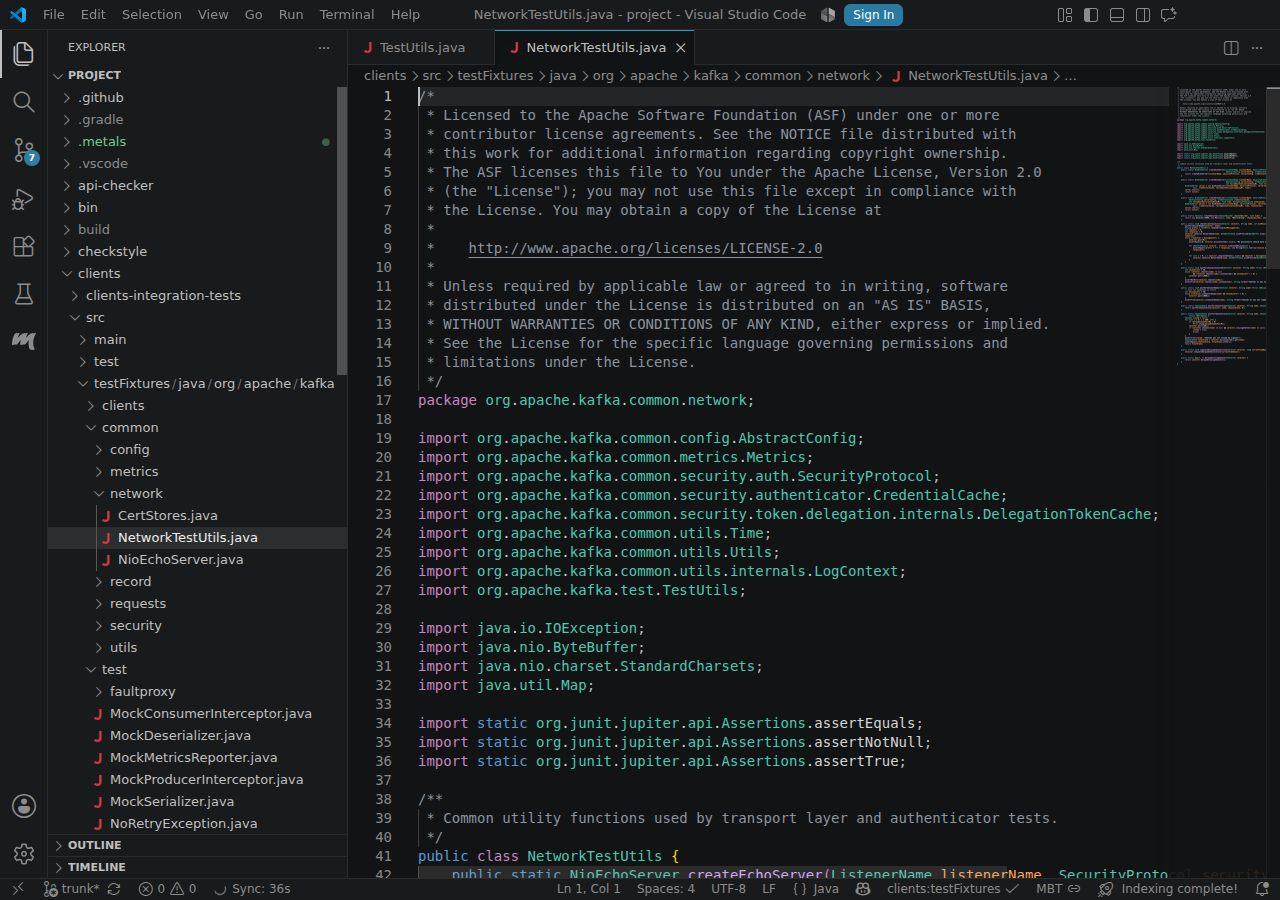 File Edit Selection View Go Run Terminal Help NetworkTestUtils.java - project - Visual Studio Code Sign In
EXPLORER
PROJECT
.github
.gradle
.metals
.vscode
api-checker
bin
build
checkstyle
clients
clients-integration-tests
src
main
test
testFixtures/java/org/apache/kafka
clients
common
config
metrics
network
CertStores.java
NetworkTestUtils.java
NioEchoServer.java
record
requests
security
utils
test
faultproxy
MockConsumerInterceptor.java
MockDeserializer.java
MockMetricsReporter.java
MockProducerInterceptor.java
MockSerializer.java
NoRetryException.java
OUTLINE
TIMELINE
7
TestUtils.java NetworkTestUtils.java
clients > src > testFixtures > java > org > apache > kafka > common > network > NetworkTestUtils.java > ...
1 /*
2  * Licensed to the Apache Software Foundation (ASF) under one or more
3  * contributor license agreements. See the NOTICE file distributed with
4  * this work for additional information regarding copyright ownership.
5  * The ASF licenses this file to You under the Apache License, Version 2.0
6  * (the "License"); you may not use this file except in compliance with
7  * the License. You may obtain a copy of the License at
8  *
9  *    http://www.apache.org/licenses/LICENSE-2.0
10  *
11  * Unless required by applicable law or agreed to in writing, software
12  * distributed under the License is distributed on an "AS IS" BASIS,
13  * WITHOUT WARRANTIES OR CONDITIONS OF ANY KIND, either express or implied.
14  * See the License for the specific language governing permissions and
15  * limitations under the License.
16  */
17 package org.apache.kafka.common.network;
18
19 import org.apache.kafka.common.config.AbstractConfig;
20 import org.apache.kafka.common.metrics.Metrics;
21 import org.apache.kafka.common.security.auth.SecurityProtocol;
22 import org.apache.kafka.common.security.authenticator.CredentialCache;
23 import org.apache.kafka.common.security.token.delegation.internals.DelegationTokenCache;
24 import org.apache.kafka.common.utils.Time;
25 import org.apache.kafka.common.utils.Utils;
26 import org.apache.kafka.common.utils.internals.LogContext;
27 import org.apache.kafka.test.TestUtils;
28
29 import java.io.IOException;
30 import java.nio.ByteBuffer;
31 import java.nio.charset.StandardCharsets;
32 import java.util.Map;
33
34 import static org.junit.jupiter.api.Assertions.assertEquals;
35 import static org.junit.jupiter.api.Assertions.assertNotNull;
36 import static org.junit.jupiter.api.Assertions.assertTrue;
37
38 /**
39  * Common utility functions used by transport layer and authenticator tests.
40  */
41 public class NetworkTestUtils {
42     public static NioEchoServer createEchoServer(ListenerName listenerName, SecurityProtocol security
trunk* 0 0 Sync: 36s Ln 1, Col 1 Spaces: 4 UTF-8 LF { } Java clients:testFixtures MBT Indexing complete!